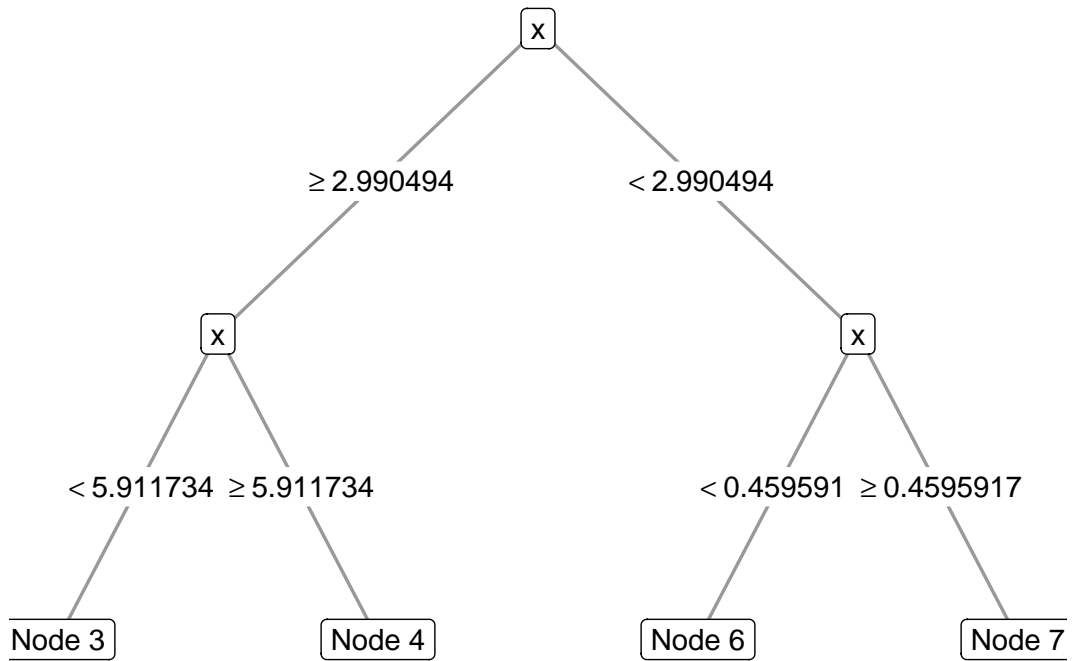 x
≥ 2.990494
< 2.990494
x
x
< 5.911734
≥ 5.911734
< 0.459591
≥ 0.4595917
Node 3
Node 4
Node 6
Node 7